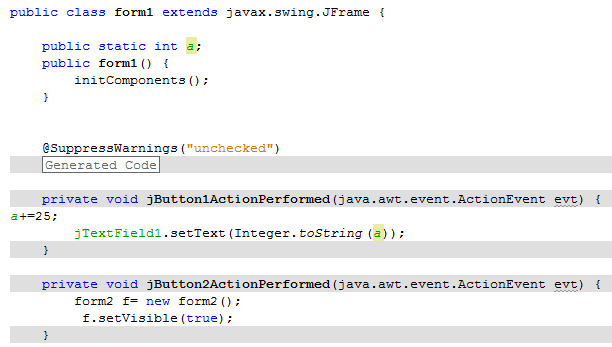 public class form1 extends javax.swing.JFrame {
public static int a;
public form1() {
initComponents();
}
@SuppressWarnings("unchecked")
Generated Code
private void jButton1ActionPerformed(java.awt.event.ActionEvent evt) {
a+=25;
jTextField1.setText(Integer.toString(a));
}
private void jButton2ActionPerformed(java.awt.event.ActionEvent evt) {
form2 f= new form2();
f.setVisible(true);
}